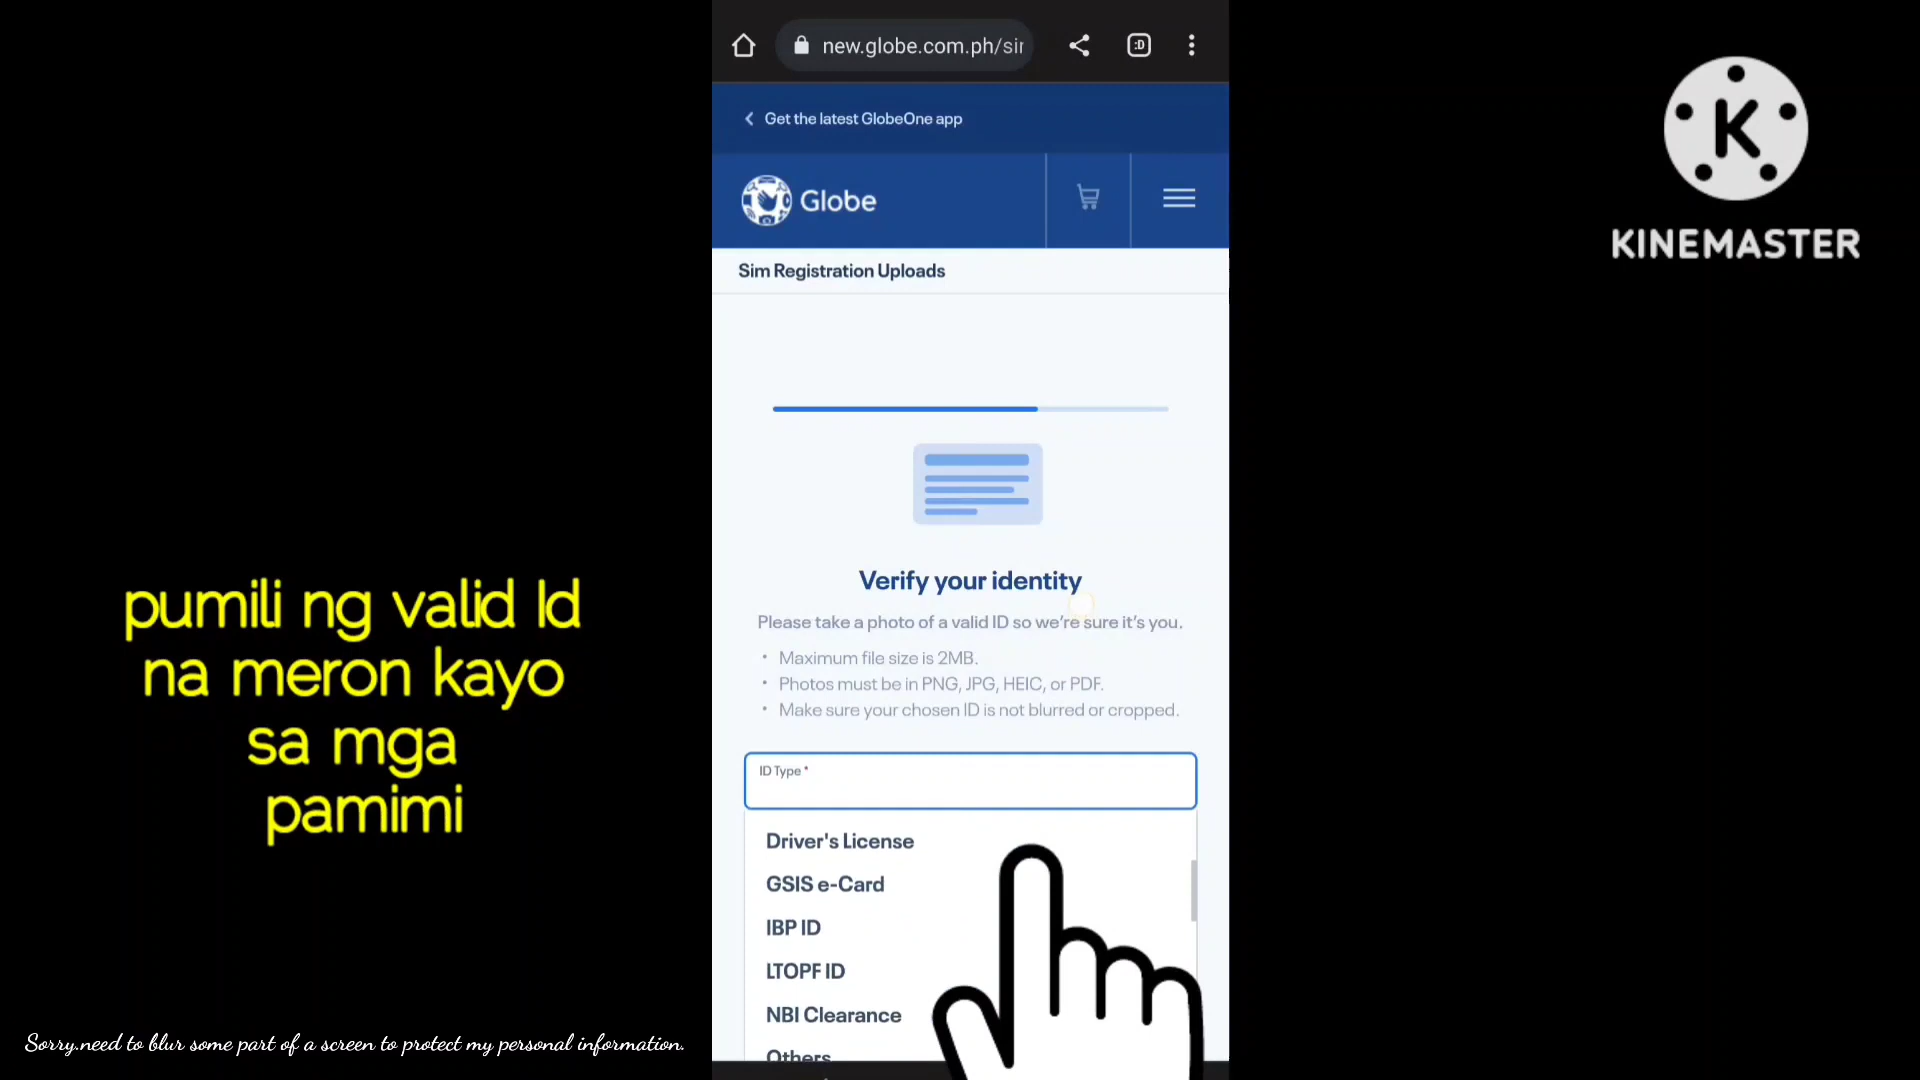 new.globe.com.ph/sir
:D
Get the latest GlobeOne app
Globe
Sim Registration Uploads
Verify your identity
Please take a photo of a valid ID so we're sure it's you.
• Maximum file size is 2MB.
• Photos must be in PNG, JPG, HEIC, or PDF.
• Make sure your chosen ID is not blurred or cropped.
ID Type *
Driver's License
GSIS e-Card
IBP ID
LTOPF ID
NBI Clearance
Others
pumili ng valid Id
na meron kayo
sa mga
pamimi
Sorry.need to blur some part of a screen to protect my personal information.
K
KINEMASTER